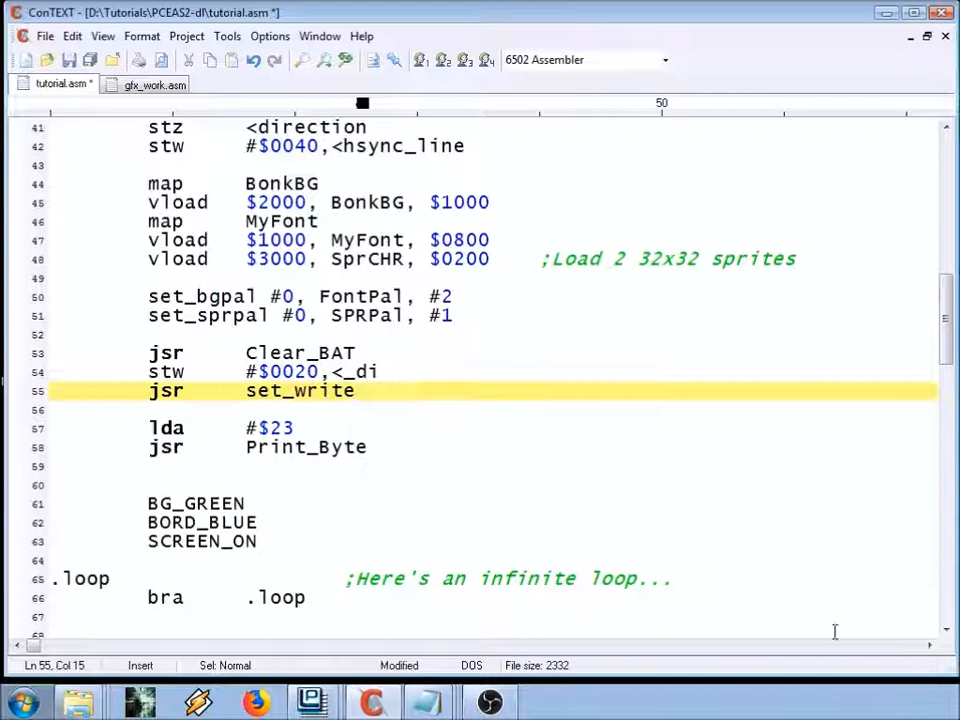 ConTEXT - [D:\Tutorials\PCEAS2-dl\tutorial.asm *]
File Edit View Format Project Tools Options Window Help
6502 Assembler
tutorial.asm * gfx_work.asm
50
41 stz <direction
42 stw #$0040,<hsync_line
43
44 map BonkBG
45 vload $2000, BonkBG, $1000
46 map MyFont
47 vload $1000, MyFont, $0800
48 vload $3000, SprCHR, $0200 ;Load 2 32x32 sprites
49
50 set_bgpal #0, FontPal, #2
51 set_sprpal #0, SPRPal, #1
52
53 jsr Clear_BAT
54 stw #$0020,<_di
55 jsr set_write
56
57 lda #$23
58 jsr Print_Byte
59
60
61 BG_GREEN
62 BORD_BLUE
63 SCREEN_ON
64
65 .loop ;Here's an infinite loop...
66 bra .loop
67
68
Ln 55, Col 15 Insert Sel: Normal Modified DOS File size: 2332